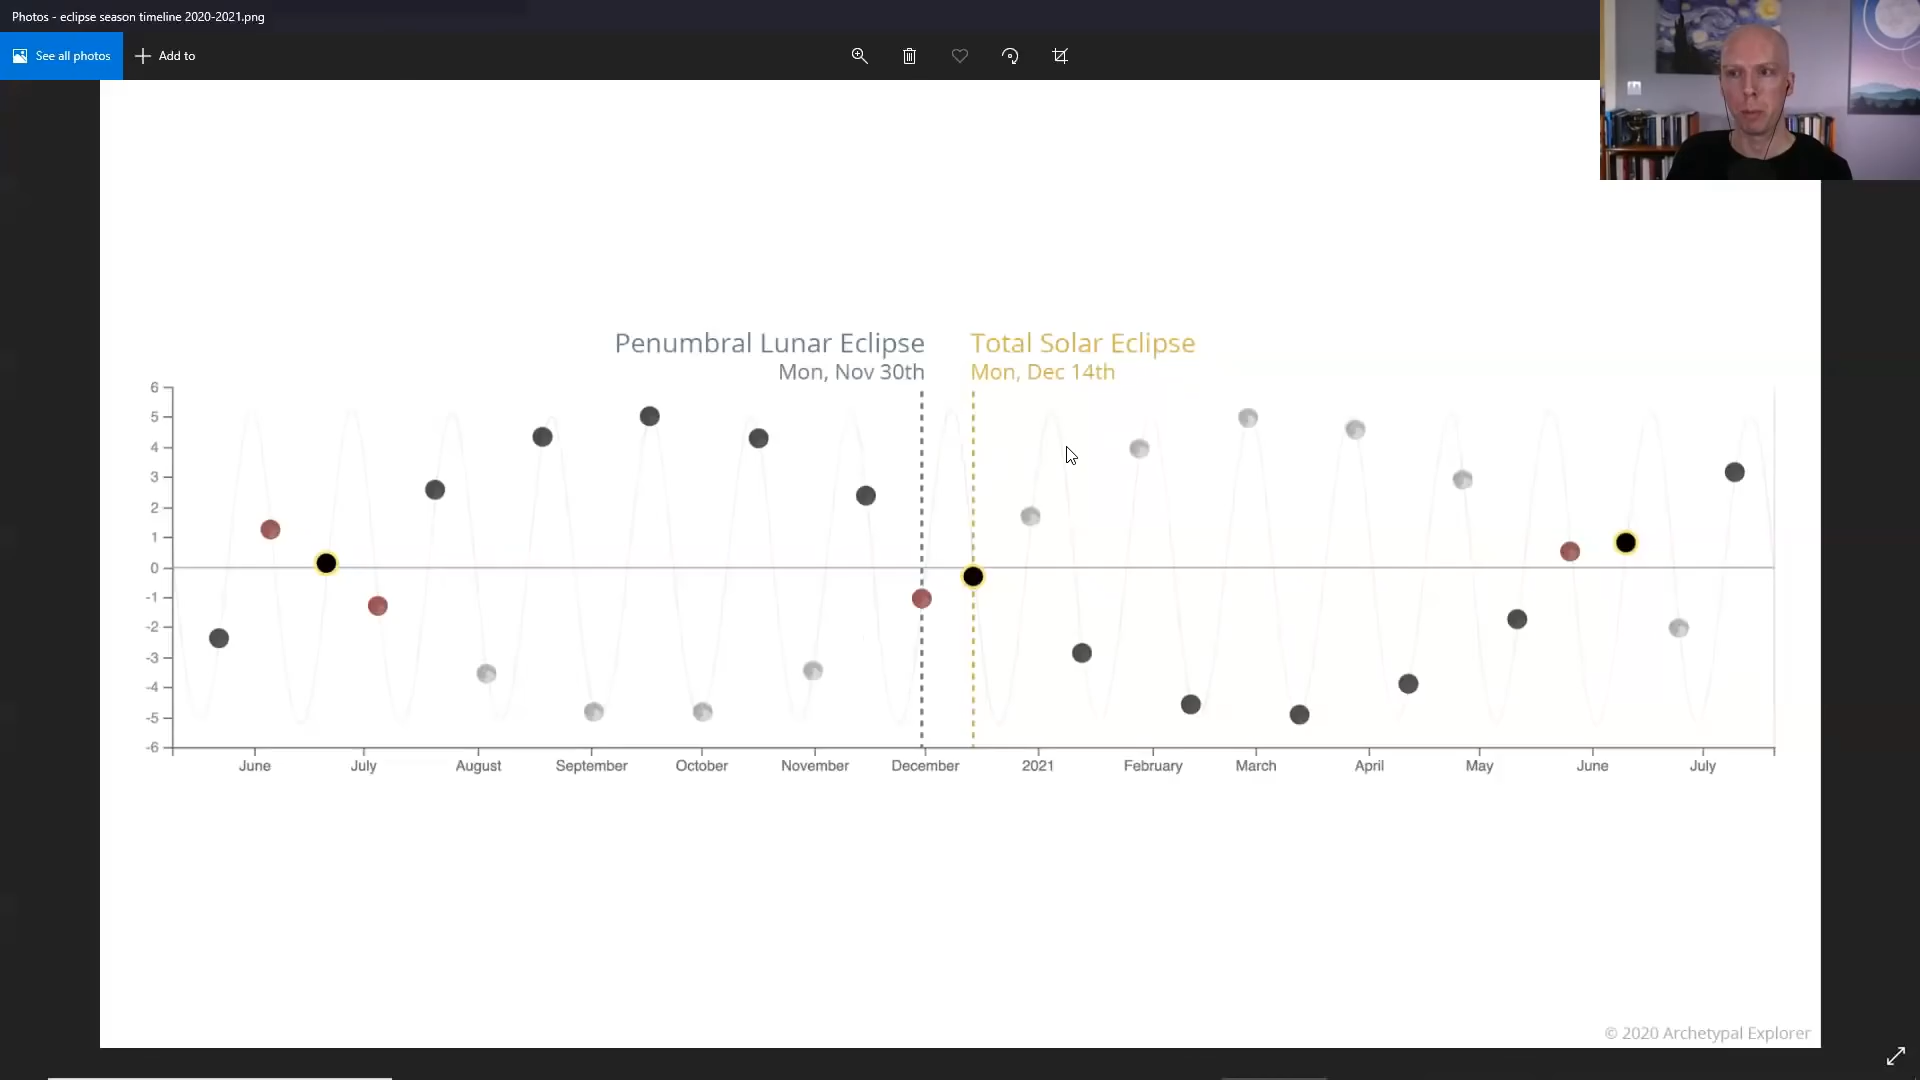 Photos - eclipse season timeline 2020-2021.png
See all photos
Add to
Penumbral Lunar Eclipse
Mon, Nov 30th
Total Solar Eclipse
Mon, Dec 14th
6
5
4
3
2
1
0
-1
-2
-3
-4
-5
-6
June July August September October November December 2021 February March April May June July
© 2020 Archetypal Explorer